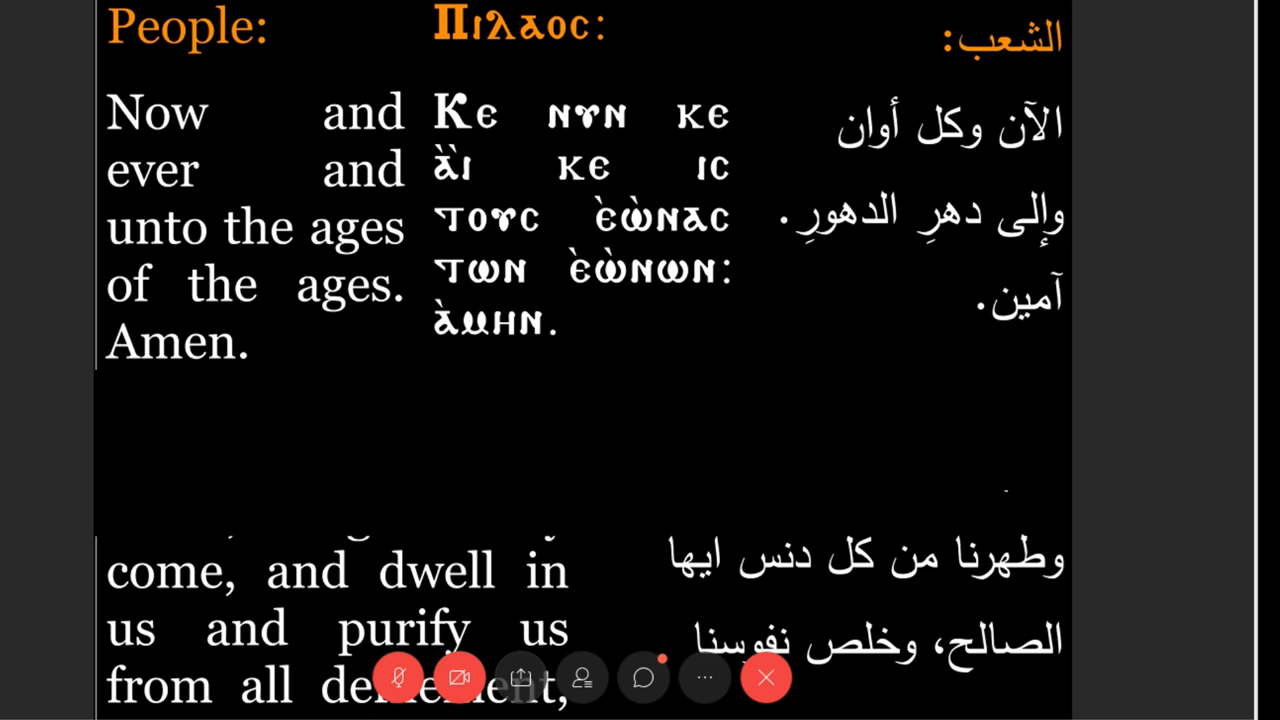 People:
Now and
ever and
unto the ages
of the ages.
Amen.
Ⲡⲓⲗⲁⲟⲥ:
Ⲕⲉ ⲛⲩⲛ ⲕⲉ
ⲁ̀ⲓ̀ ⲕⲉ ⲓⲥ
ⲧⲟⲩⲥ ⲉ̀ⲱ̀ⲛⲁⲥ
ⲧⲱⲛ ⲉ̀ⲱ̀ⲛⲱⲛ:
ⲁ̀ⲙⲏⲛ.
الشعب:
الآن وكل أوان
وإلى دهرِ الدهورِ.
آمين.
come, and dwell in
us and purify us
from all
وطهرنا من كل دنس ايها
الصالح، وخلص نفوسنا